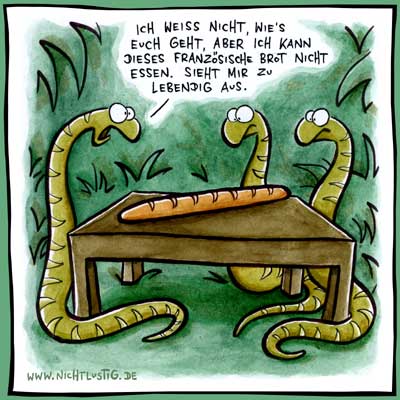 ICH WEISS NICHT, WIE'S
EUCH GEHT, ABER ICH KANN
DIESES FRANZÖSISCHE BROT NICHT
ESSEN. SIEHT MIR ZU
LEBENDIG AUS.
WWW.NICHTLUSTIG.DE